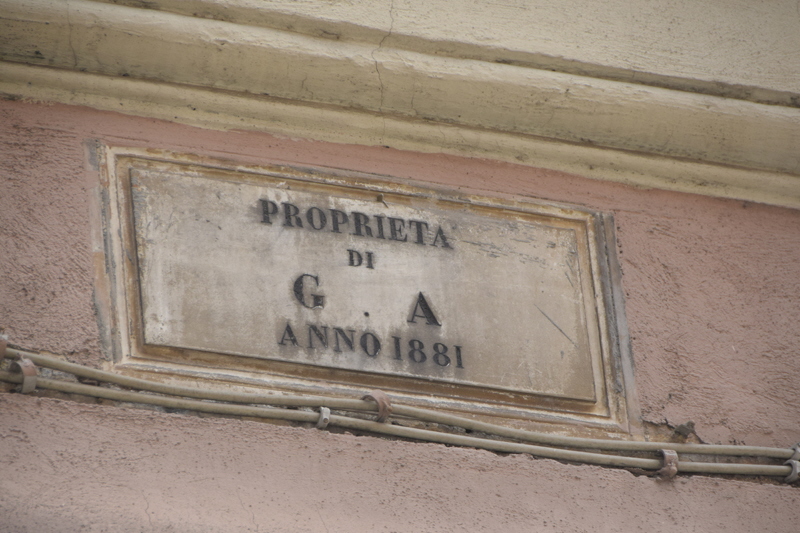 PROPRIETA
DI
G. A
ANNO 1881